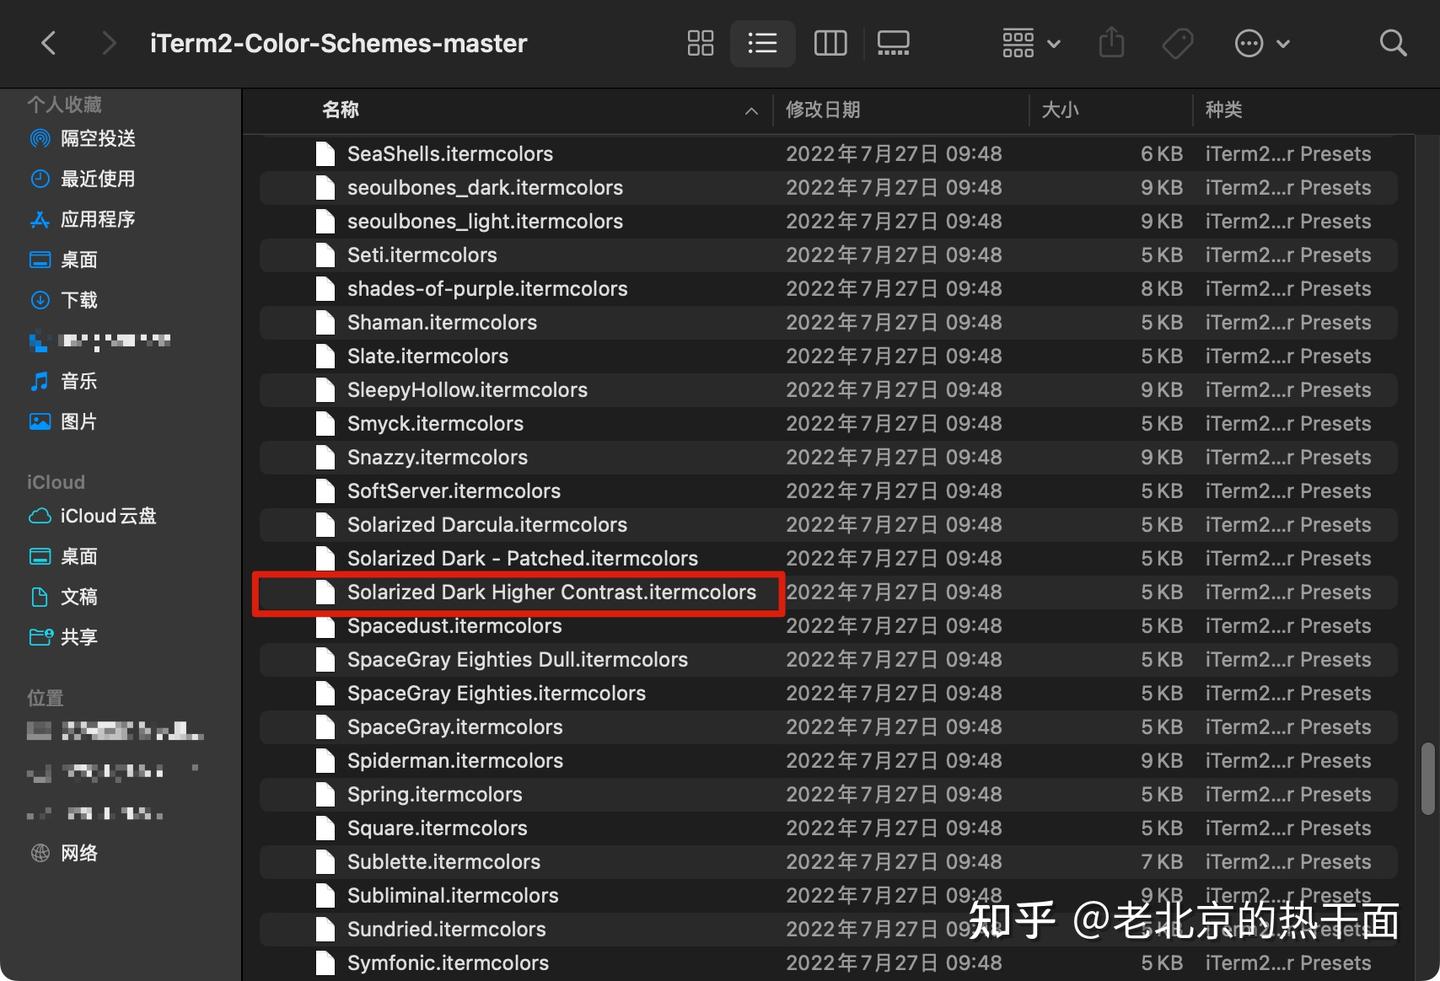 iTerm2-Color-Schemes-master
个人收藏
隔空投送
最近使用
应用程序
桌面
下载
音乐
图片
iCloud
iCloud云盘
桌面
文稿
共享
位置
网络
名称 修改日期 大小 种类
SeaShells.itermcolors 2022年7月27日 09:48 6 KB iTerm2...r Presets
seoulbones_dark.itermcolors 2022年7月27日 09:48 9 KB iTerm2...r Presets
seoulbones_light.itermcolors 2022年7月27日 09:48 9 KB iTerm2...r Presets
Seti.itermcolors 2022年7月27日 09:48 5 KB iTerm2...r Presets
shades-of-purple.itermcolors 2022年7月27日 09:48 8 KB iTerm2...r Presets
Shaman.itermcolors 2022年7月27日 09:48 5 KB iTerm2...r Presets
Slate.itermcolors 2022年7月27日 09:48 5 KB iTerm2...r Presets
SleepyHollow.itermcolors 2022年7月27日 09:48 9 KB iTerm2...r Presets
Smyck.itermcolors 2022年7月27日 09:48 5 KB iTerm2...r Presets
Snazzy.itermcolors 2022年7月27日 09:48 9 KB iTerm2...r Presets
SoftServer.itermcolors 2022年7月27日 09:48 5 KB iTerm2...r Presets
Solarized Darcula.itermcolors 2022年7月27日 09:48 5 KB iTerm2...r Presets
Solarized Dark - Patched.itermcolors 2022年7月27日 09:48 5 KB iTerm2...r Presets
Solarized Dark Higher Contrast.itermcolors 2022年7月27日 09:48 5 KB iTerm2...r Presets
Spacedust.itermcolors 2022年7月27日 09:48 5 KB iTerm2...r Presets
SpaceGray Eighties Dull.itermcolors 2022年7月27日 09:48 5 KB iTerm2...r Presets
SpaceGray Eighties.itermcolors 2022年7月27日 09:48 5 KB iTerm2...r Presets
SpaceGray.itermcolors 2022年7月27日 09:48 5 KB iTerm2...r Presets
Spiderman.itermcolors 2022年7月27日 09:48 9 KB iTerm2...r Presets
Spring.itermcolors 2022年7月27日 09:48 5 KB iTerm2...r Presets
Square.itermcolors 2022年7月27日 09:48 5 KB iTerm2...r Presets
Sublette.itermcolors 2022年7月27日 09:48 7 KB iTerm2...r Presets
Subliminal.itermcolors 2022年7月27日 09:48 9 KB iTerm2...r Presets
Sundried.itermcolors 2022年7月27日 09:48 5 KB iTerm2...r Presets
Symfonic.itermcolors 2022年7月27日 09:48 5 KB iTerm2...r Presets
知乎 @老北京的热干面